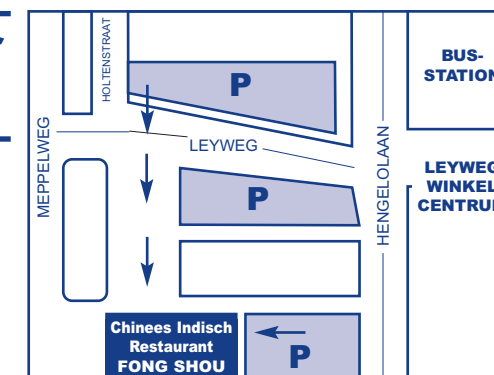 HOLTENSTRAAT
P
BUS-
STATION
MEPPELWEG
LEYWEG
HENGELOLAAN
P
LEYWEG
WINKEL
CENTRUM
Chinees Indisch
Restaurant
FONG SHOU
P